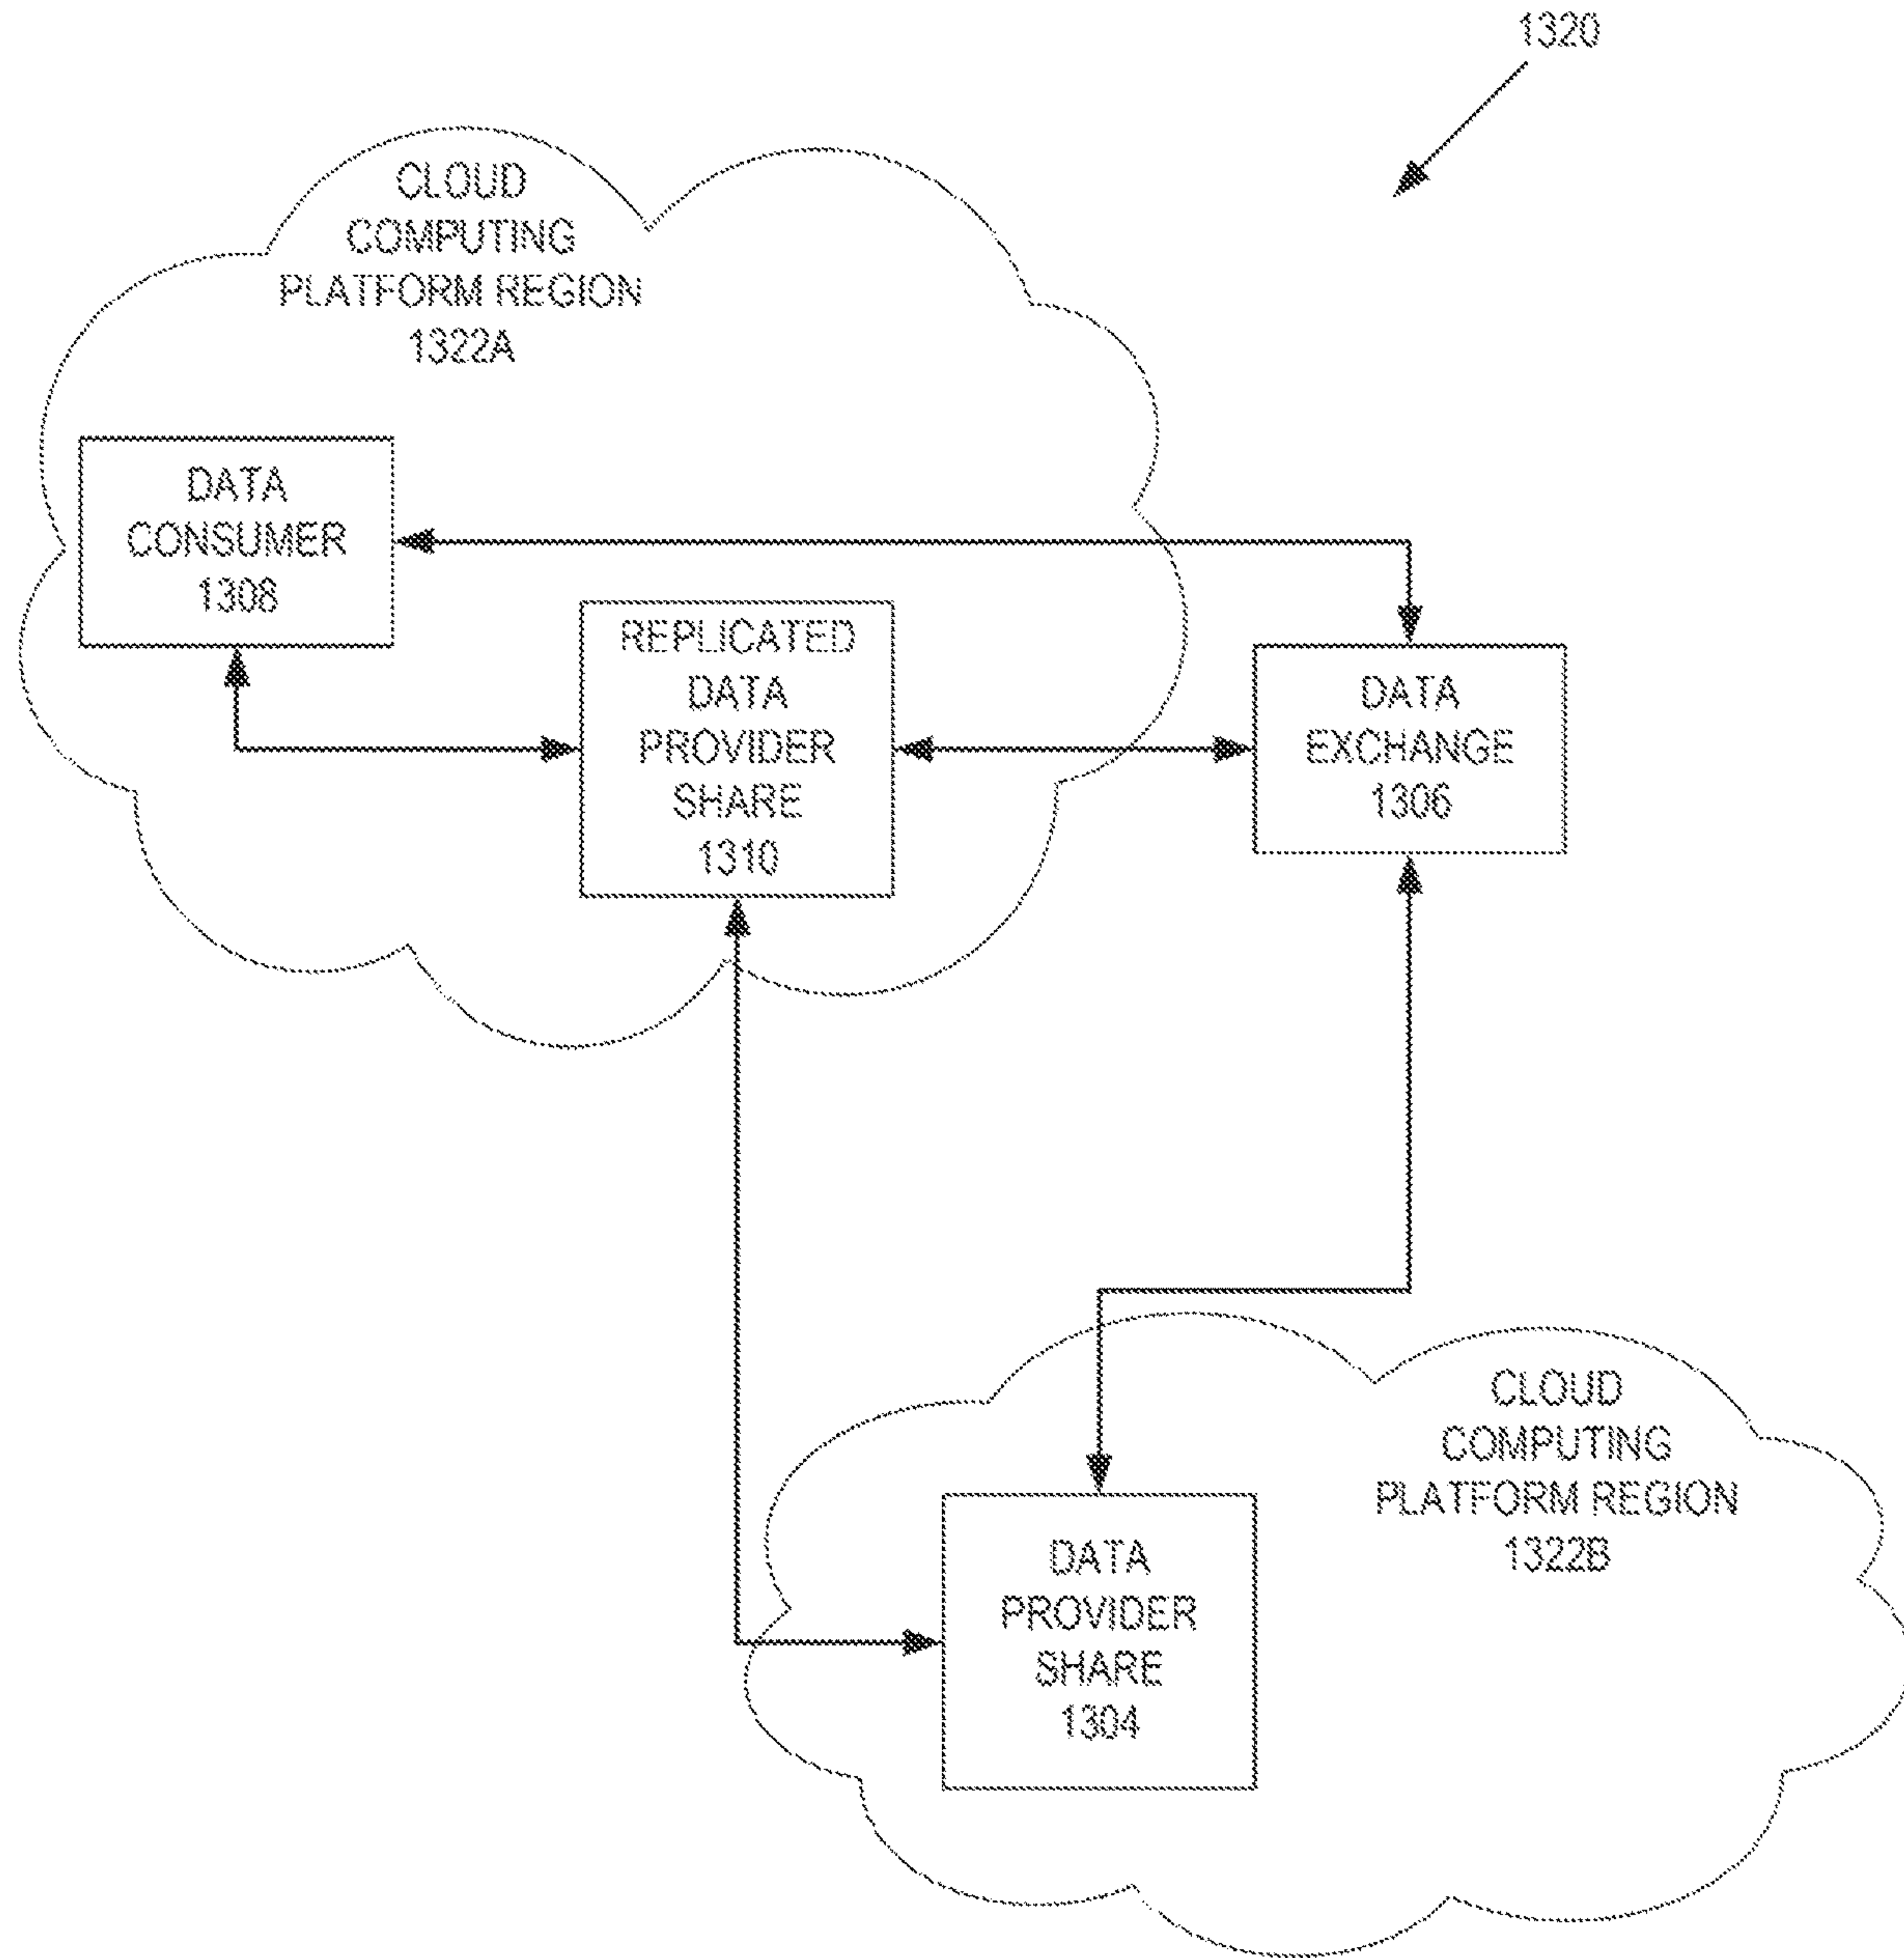 1320
CLOUD
COMPUTING
PLATFORM REGION
1322A
DATA
CONSUMER
1308
REPLICATED
DATA
PROVIDER
SHARE
1310
DATA
EXCHANGE
1306
CLOUD
COMPUTING
PLATFORM REGION
1322B
DATA
PROVIDER
SHARE
1304